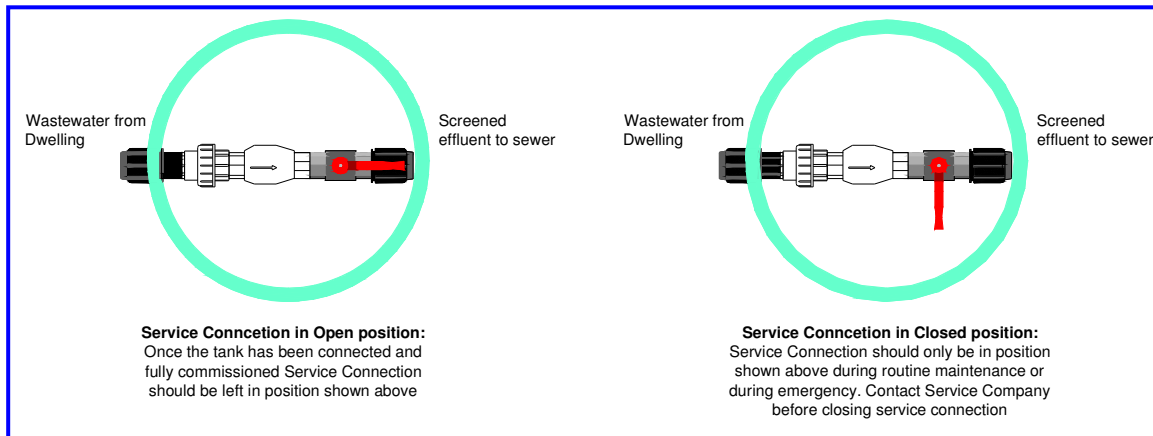 Wastewater from
Dwelling
Screened
effluent to sewer
Service Conncetion in Open position:
Once the tank has been connected and
fully commissioned Service Connection
should be left in position shown above
Wastewater from
Dwelling
Screened
effluent to sewer
Service Conncetion in Closed position:
Service Connection should only be in position
shown above during routine maintenance or
during emergency. Contact Service Company
before closing service connection